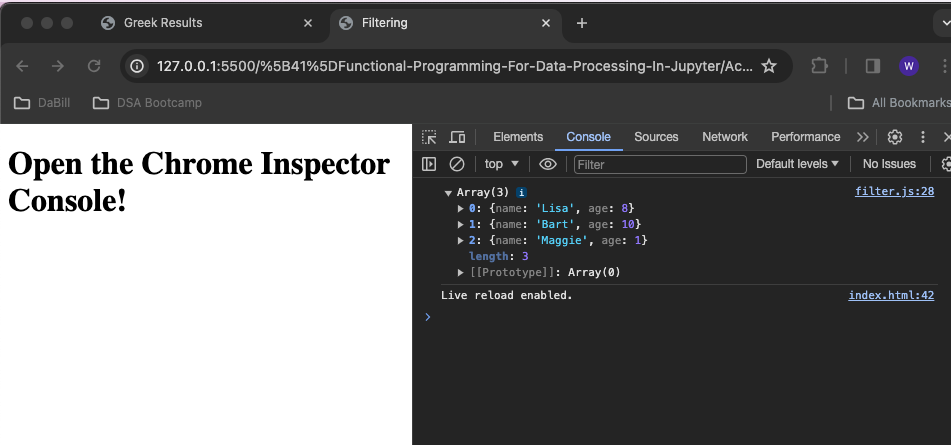 Greek Results
Filtering
127.0.0.1:5500/%5B41%5DFunctional-Programming-For-Data-Processing-In-Jupyter/Ac...
W
DaBill
DSA Bootcamp
All Bookmarks
Open the Chrome Inspector
Console!
Elements Console Sources Network Performance
top Filter Default levels No Issues
Array(3) i filter.js:28
0: {name: 'Lisa', age: 8}
1: {name: 'Bart', age: 10}
2: {name: 'Maggie', age: 1}
length: 3
[[Prototype]]: Array(0)
Live reload enabled. index.html:42